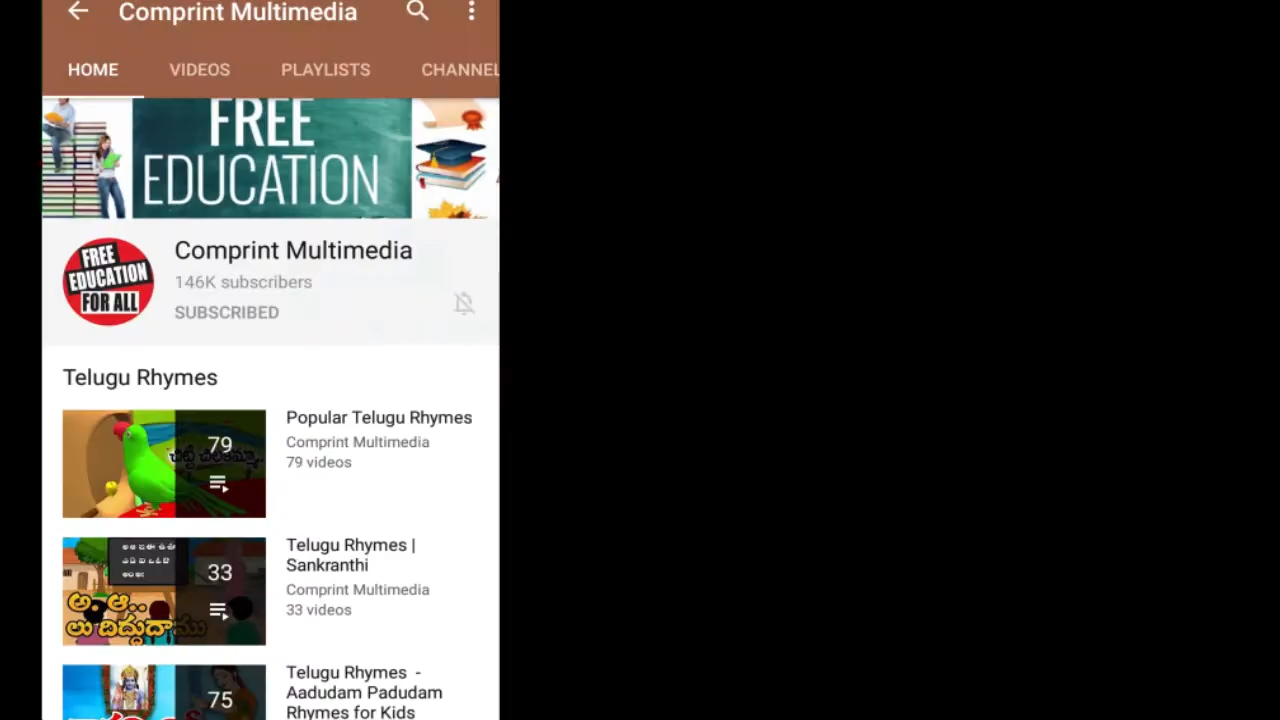 Comprint Multimedia
HOME VIDEOS PLAYLISTS CHANNEL
FREE
EDUCATION
FREE
EDUCATION
FOR ALL
Comprint Multimedia
146K subscribers
SUBSCRIBED
Telugu Rhymes
79
Popular Telugu Rhymes
Comprint Multimedia
79 videos
అ. ఆ..
లు దిద్దుదాము
33
Telugu Rhymes |
Sankranthi
Comprint Multimedia
33 videos
75
Telugu Rhymes -
Aadudam Padudam
Rhymes for Kids